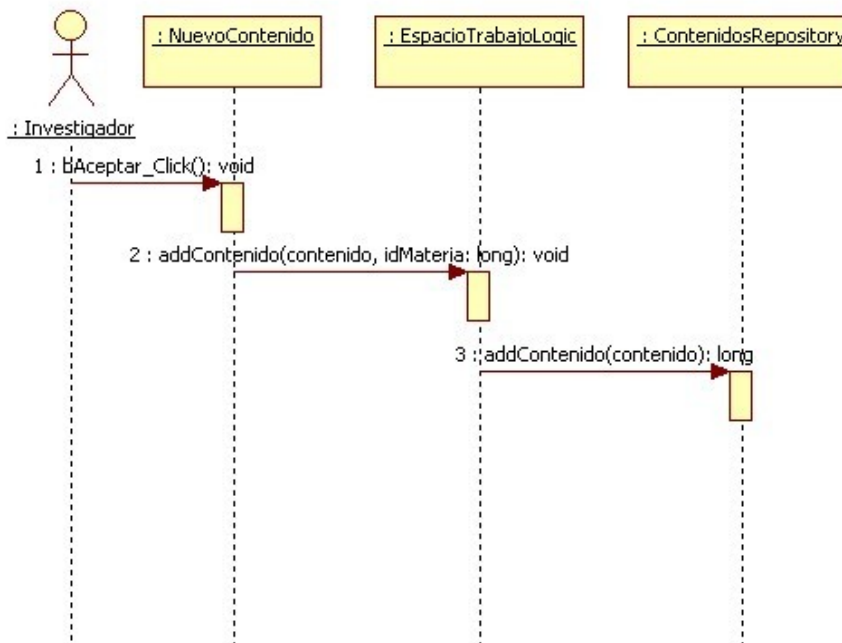 : NuevoContenido
: EspacioTrabajoLogic
: ContenidosRepository
: Investigador
1 : bAceptar_Click(): void
2 : addContenido(contenido, idMateria: long): void
3 : addContenido(contenido): long